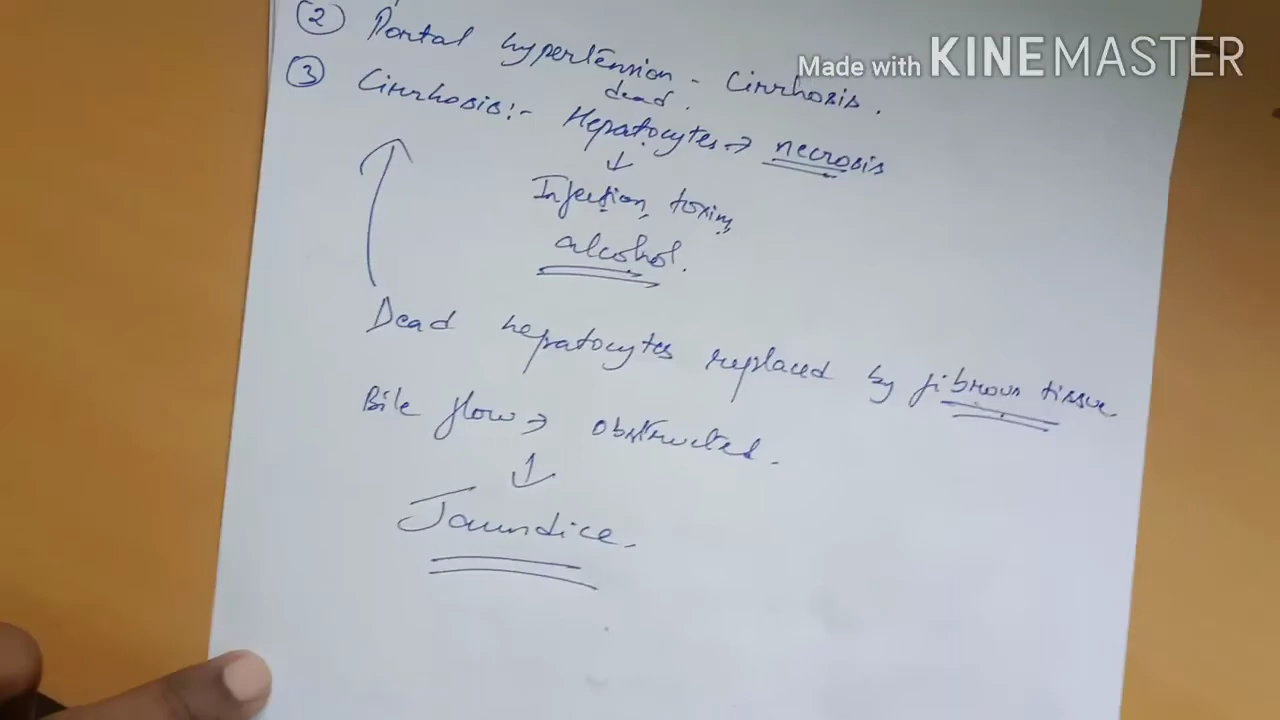 Made with KINEMASTER
② Portal hypertension - Cirrhosis.
dead.
③ Cirrhosis:- Hepatocytes → necrosis
↓
Infection, toxins,
alcohol.
Dead hepatocytes replaced by fibrous tissue
Bile flow → obstructed.
↓
Jaundice.